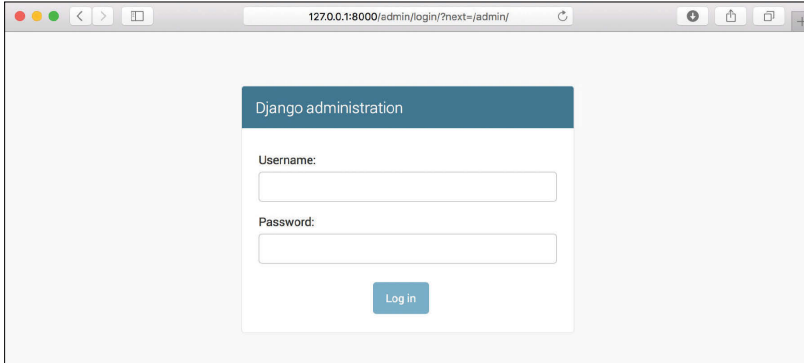 127.0.0.1:8000/admin/login/?next=/admin/
Django administration
Username:
Password:
Log in